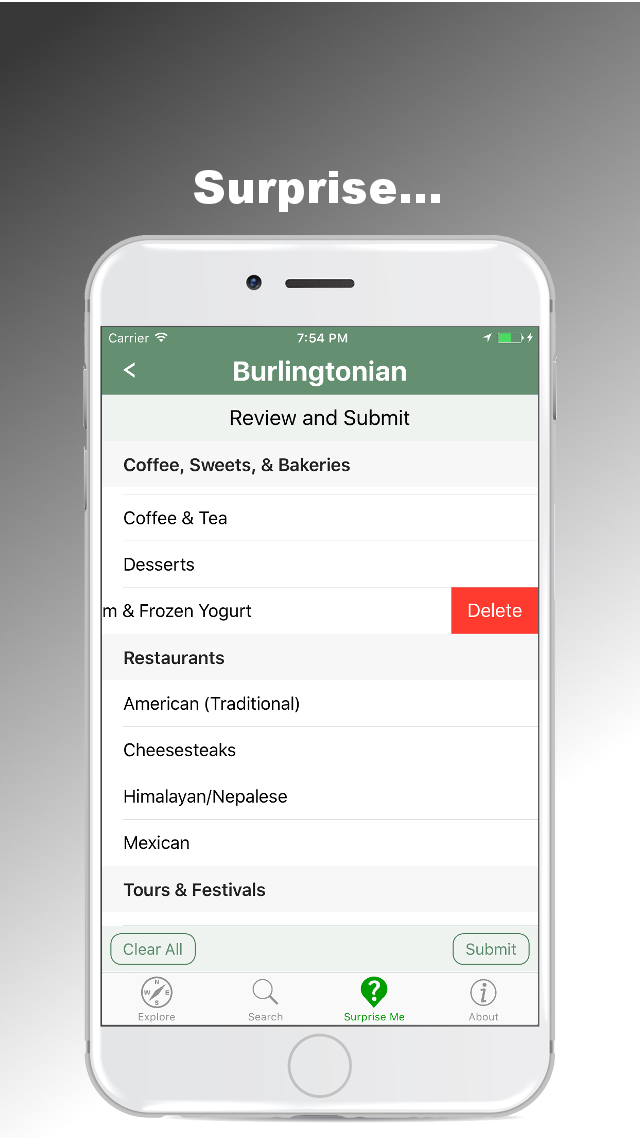 Surprise...
Carrier 7:54 PM
< Burlingtonian
Review and Submit
Coffee, Sweets, & Bakeries
Coffee & Tea
Desserts
m & Frozen Yogurt Delete
Restaurants
American (Traditional)
Cheesesteaks
Himalayan/Nepalese
Mexican
Tours & Festivals
Clear All Submit
N W E S ? i
Explore Search Surprise Me About